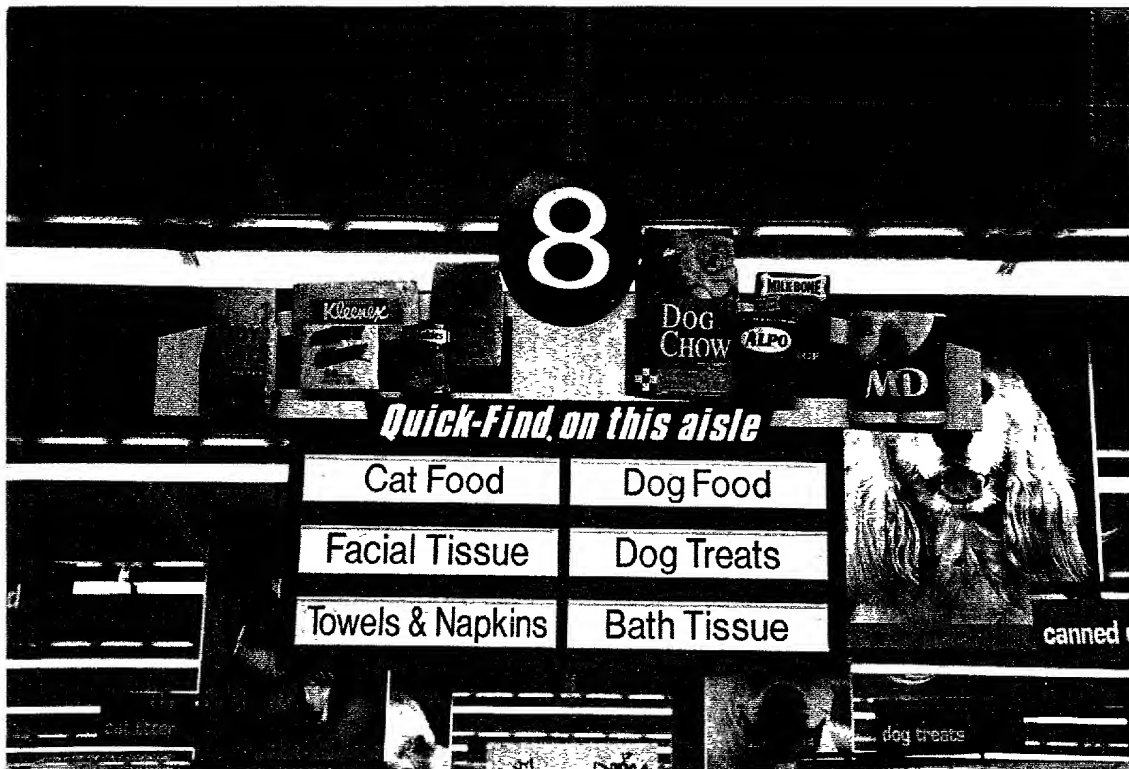 8
Kleenex
DOG
CHOW
MILK-BONE
ALPO
MD
Quick-Find on this aisle
Cat Food
Dog Food
Facial Tissue
Dog Treats
Towels & Napkins
Bath Tissue
canned
dog treats